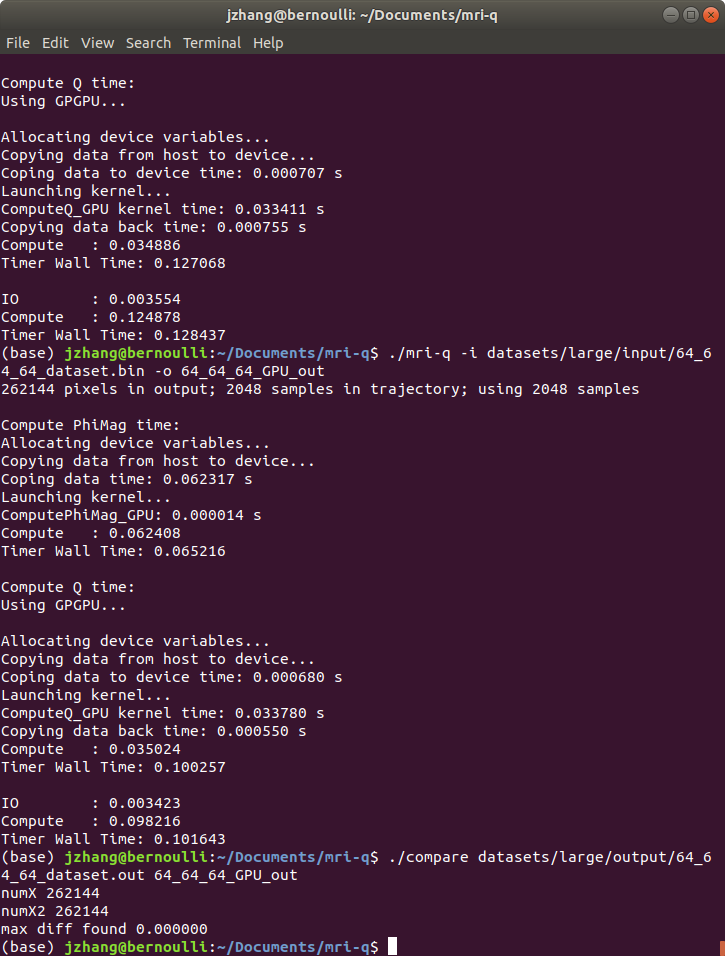 jzhang@bernoulli: ~/Documents/mri-q
File Edit View Search Terminal Help
Compute Q time:
Using GPGPU...
Allocating device variables...
Copying data from host to device...
Coping data to device time: 0.000707 s
Launching kernel...
ComputeQ_GPU kernel time: 0.033411 s
Copying data back time: 0.000755 s
Compute   : 0.034886
Timer Wall Time: 0.127068
IO        : 0.003554
Compute   : 0.124878
Timer Wall Time: 0.128437
(base) jzhang@bernoulli:~/Documents/mri-q$ ./mri-q -i datasets/large/input/64_6
4_64_dataset.bin -o 64_64_64_GPU_out
262144 pixels in output; 2048 samples in trajectory; using 2048 samples
Compute PhiMag time:
Allocating device variables...
Copying data from host to device...
Coping data time: 0.062317 s
Launching kernel...
ComputePhiMag_GPU: 0.000014 s
Compute   : 0.062408
Timer Wall Time: 0.065216
Compute Q time:
Using GPGPU...
Allocating device variables...
Copying data from host to device...
Coping data to device time: 0.000680 s
Launching kernel...
ComputeQ_GPU kernel time: 0.033780 s
Copying data back time: 0.000550 s
Compute   : 0.035024
Timer Wall Time: 0.100257
IO        : 0.003423
Compute   : 0.098216
Timer Wall Time: 0.101643
(base) jzhang@bernoulli:~/Documents/mri-q$ ./compare datasets/large/output/64_6
4_64_dataset.out 64_64_64_GPU_out
numX 262144
numX2 262144
max diff found 0.000000
(base) jzhang@bernoulli:~/Documents/mri-q$